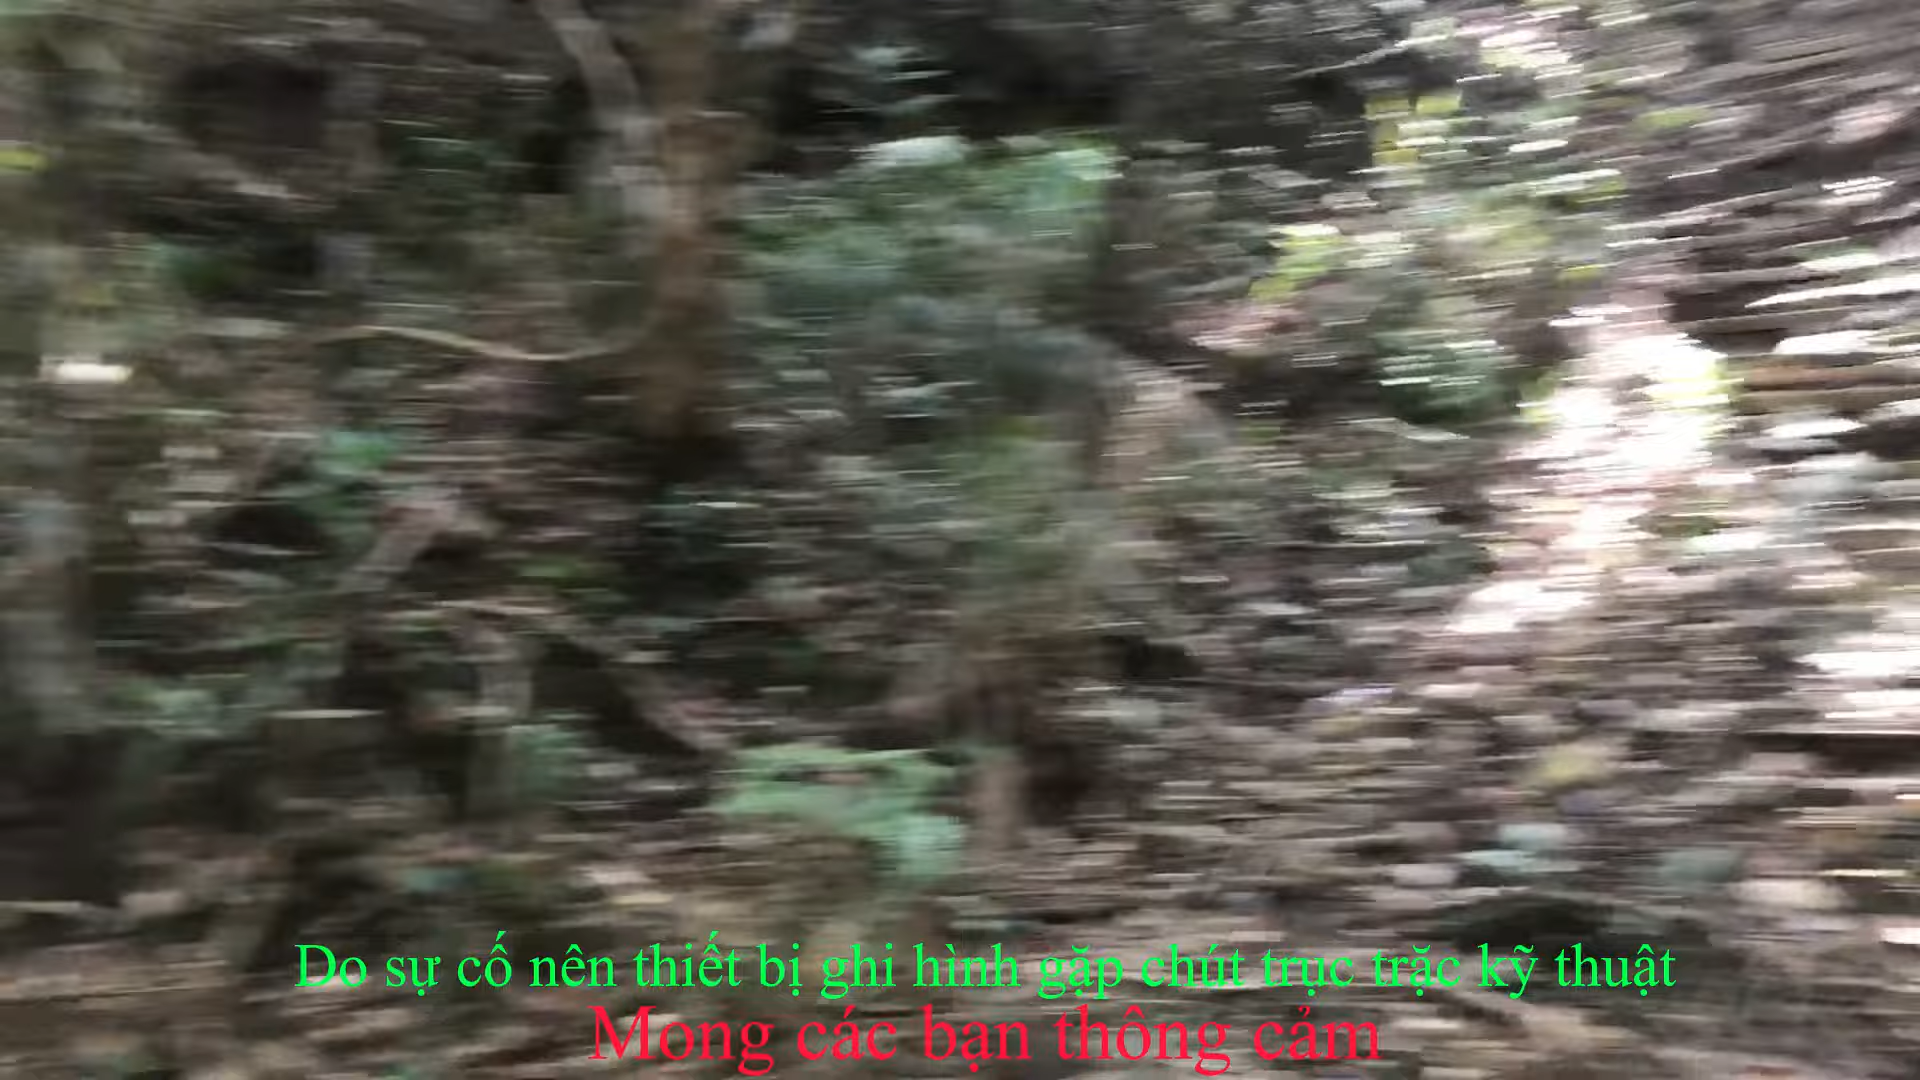 Do sự cố nên thiết bị ghi hình gặp chút trục trặc kỹ thuật
Mong các bạn thông cảm